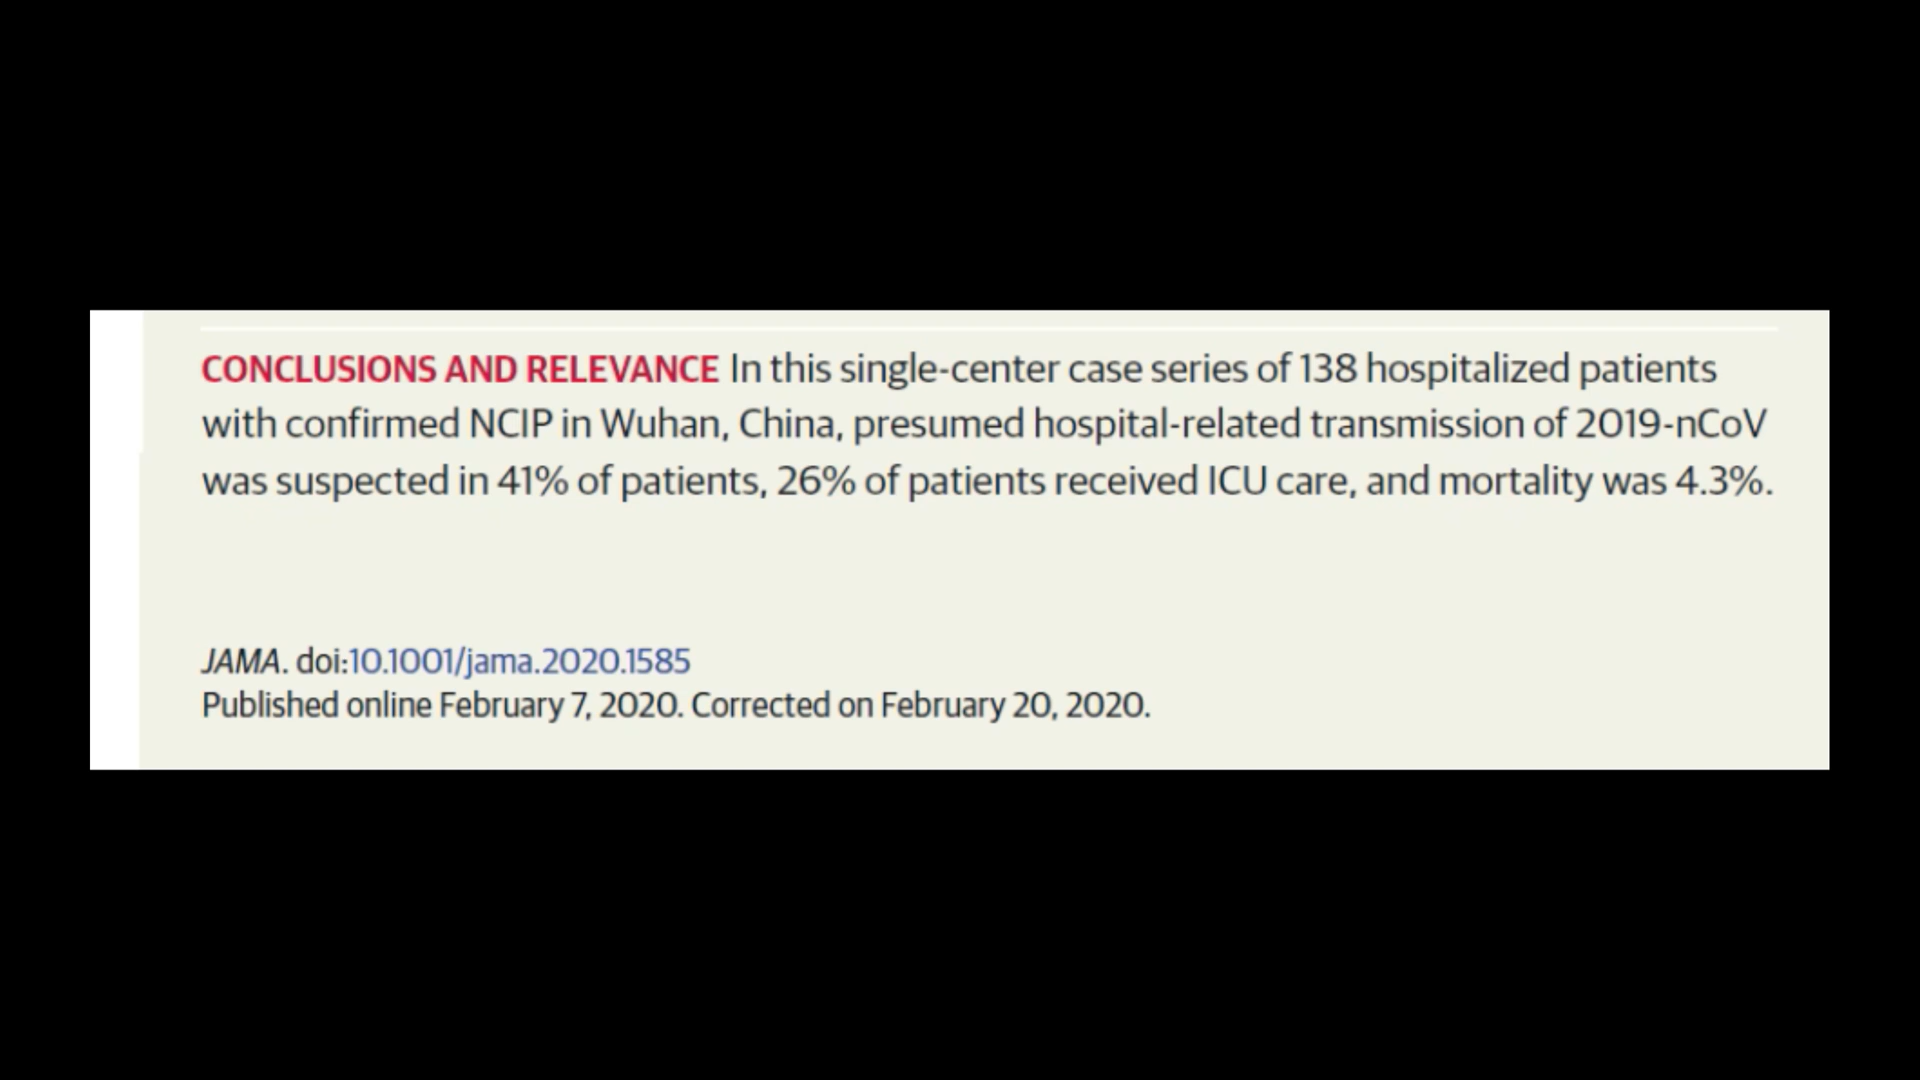 CONCLUSIONS AND RELEVANCE In this single-center case series of 138 hospitalized patients
with confirmed NCIP in Wuhan, China, presumed hospital-related transmission of 2019-nCoV
was suspected in 41% of patients, 26% of patients received ICU care, and mortality was 4.3%.
JAMA. doi:10.1001/jama.2020.1585
Published online February 7, 2020. Corrected on February 20, 2020.